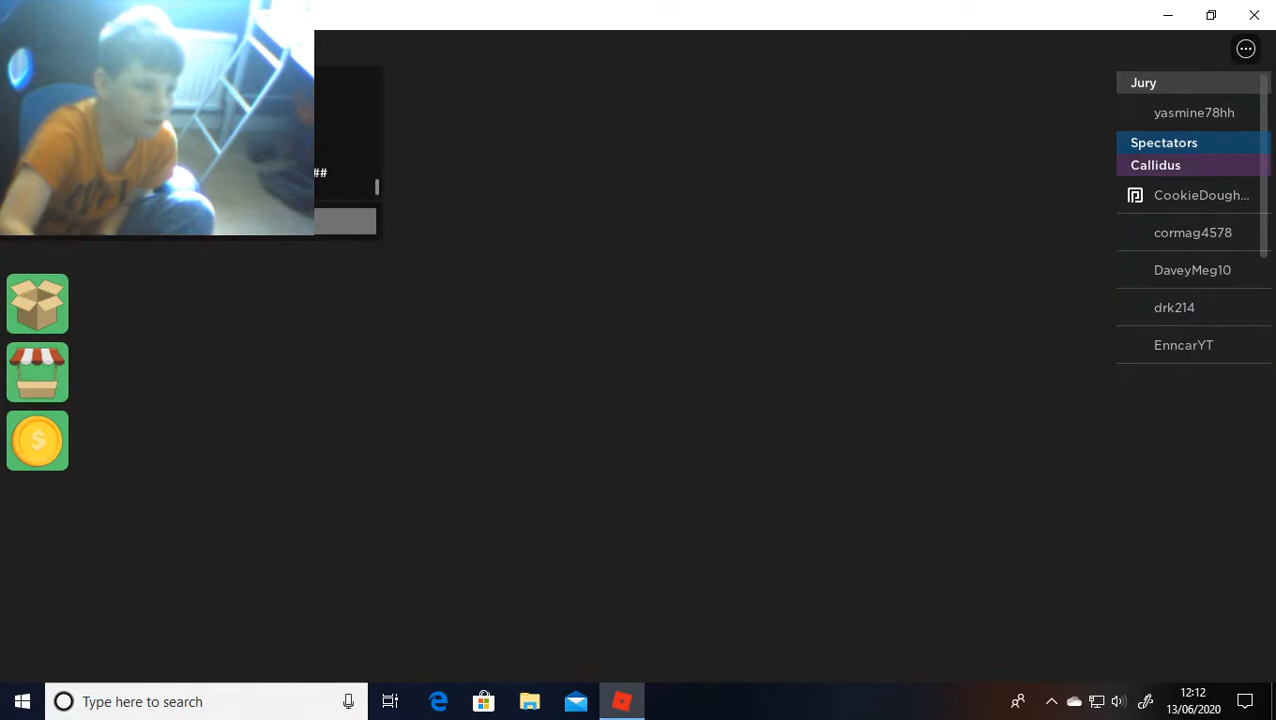 Jury
yasmine78hh
Spectators
Callidus
CookieDough...
cormag4578
DaveyMeg10
drk214
EnncarYT
##
$
Type here to search
12:12
13/06/2020